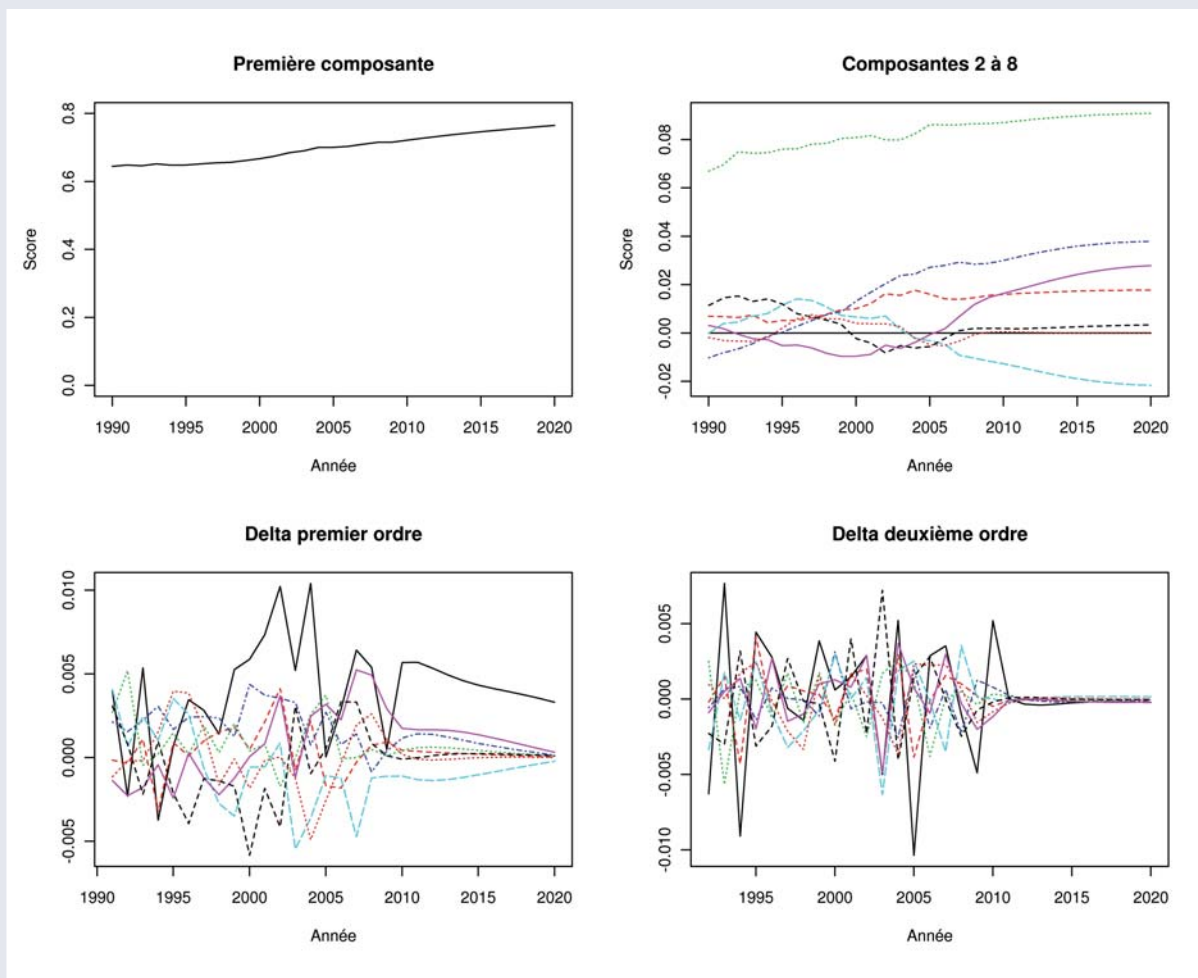 Première composante
Score
0.0 0.2 0.4 0.6 0.8
1990 1995 2000 2005 2010 2015 2020
Année
Composantes 2 à 8
Score
-0.02 0.00 0.02 0.04 0.06 0.08
1990 1995 2000 2005 2010 2015 2020
Année
Delta premier ordre
-0.005 0.000 0.005 0.010
1990 1995 2000 2005 2010 2015 2020
Année
Delta deuxième ordre
-0.010 -0.005 0.000 0.005
1995 2000 2005 2010 2015 2020
Année